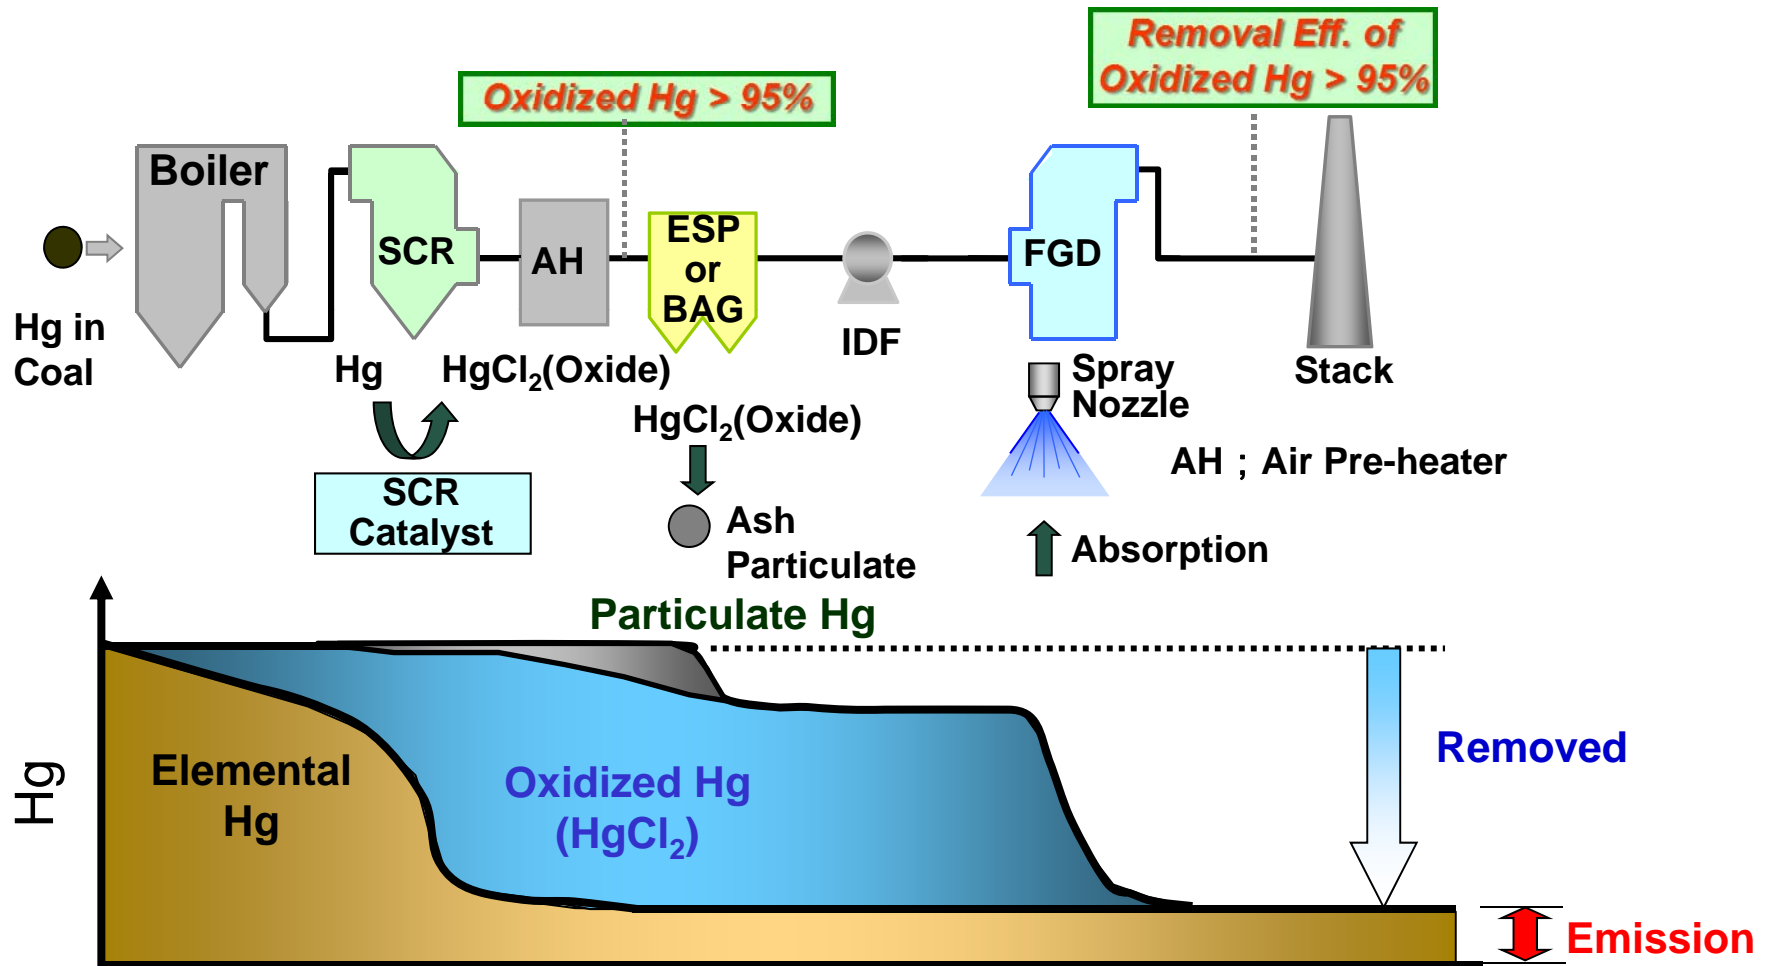 Removal Eff. of
Oxidized Hg > 95%
Oxidized Hg > 95%
Boiler
SCR
AH
ESP
or
BAG
FGD
Hg in
Coal
IDF
Stack
Hg
HgCl₂(Oxide)
Spray
Nozzle
HgCl₂(Oxide)
AH ; Air Pre-heater
SCR
Catalyst
Ash
Particulate
Absorption
Particulate Hg
Removed
Elemental
Hg
Oxidized Hg
(HgCl₂)
Hg
Emission